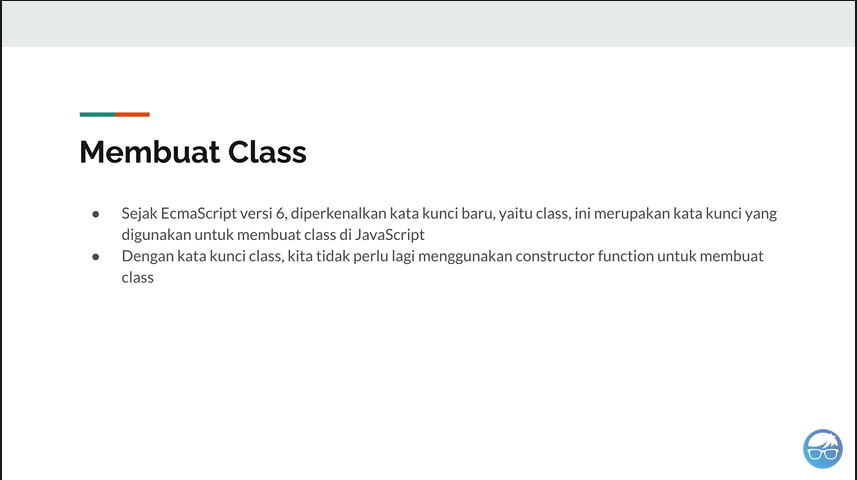 Membuat Class
● Sejak EcmaScript versi 6, diperkenalkan kata kunci baru, yaitu class, ini merupakan kata kunci yang
digunakan untuk membuat class di JavaScript
● Dengan kata kunci class, kita tidak perlu lagi menggunakan constructor function untuk membuat
class